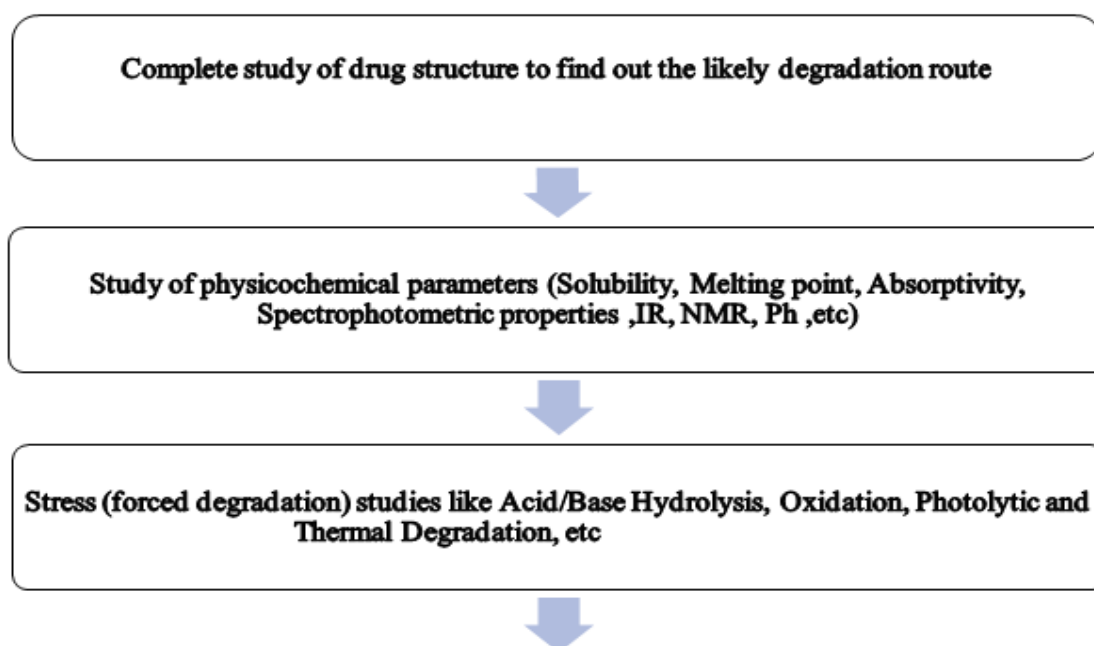 Complete study of drug structure to find out the likely degradation route
Study of physicochemical parameters (Solubility, Melting point, Absorptivity,
Spectrophotometric properties ,IR, NMR, Ph ,etc)
Stress (forced degradation) studies like Acid/Base Hydrolysis, Oxidation, Photolytic and
Thermal Degradation, etc